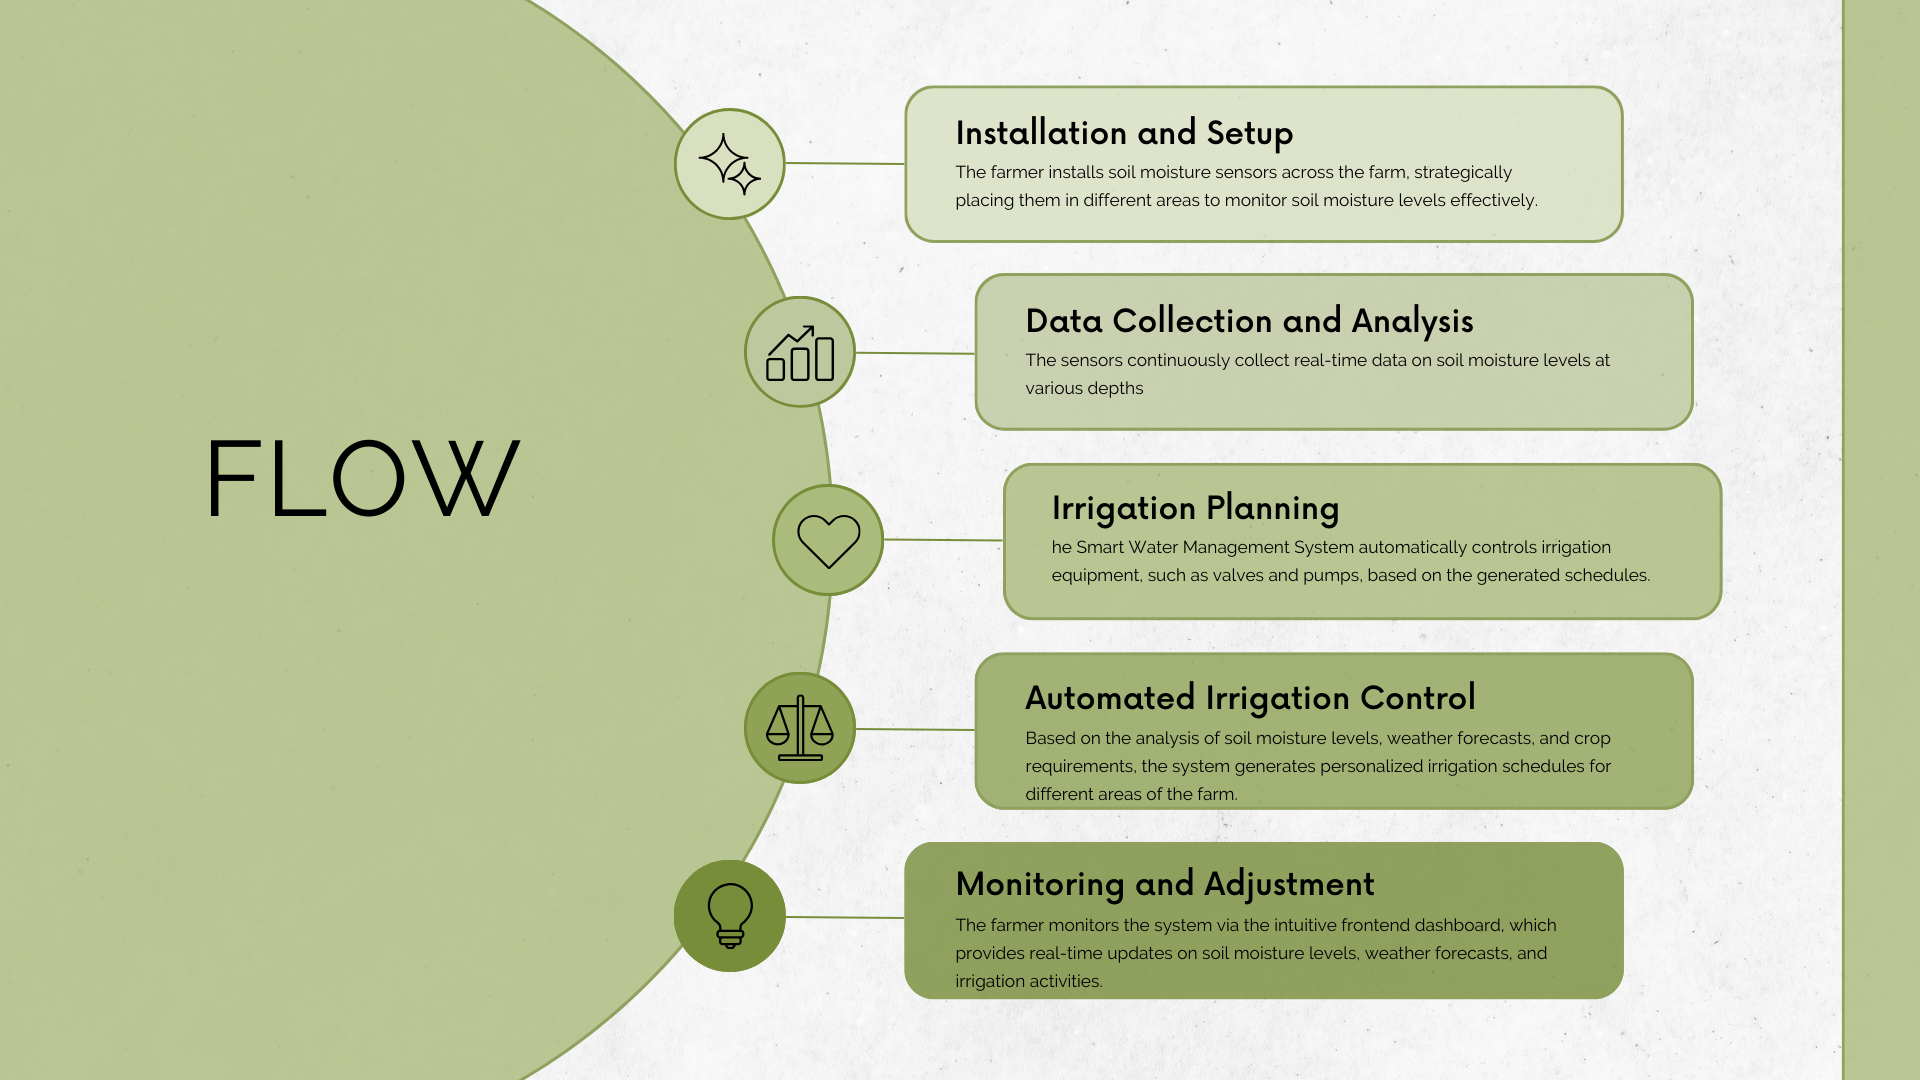 FLOW
Installation and Setup
The farmer installs soil moisture sensors across the farm, strategically
placing them in different areas to monitor soil moisture levels effectively.
Data Collection and Analysis
The sensors continuously collect real-time data on soil moisture levels at
various depths
Irrigation Planning
he Smart Water Management System automatically controls irrigation
equipment, such as valves and pumps, based on the generated schedules.
Automated Irrigation Control
Based on the analysis of soil moisture levels, weather forecasts, and crop
requirements, the system generates personalized irrigation schedules for
different areas of the farm.
Monitoring and Adjustment
The farmer monitors the system via the intuitive frontend dashboard, which
provides real-time updates on soil moisture levels, weather forecasts, and
irrigation activities.